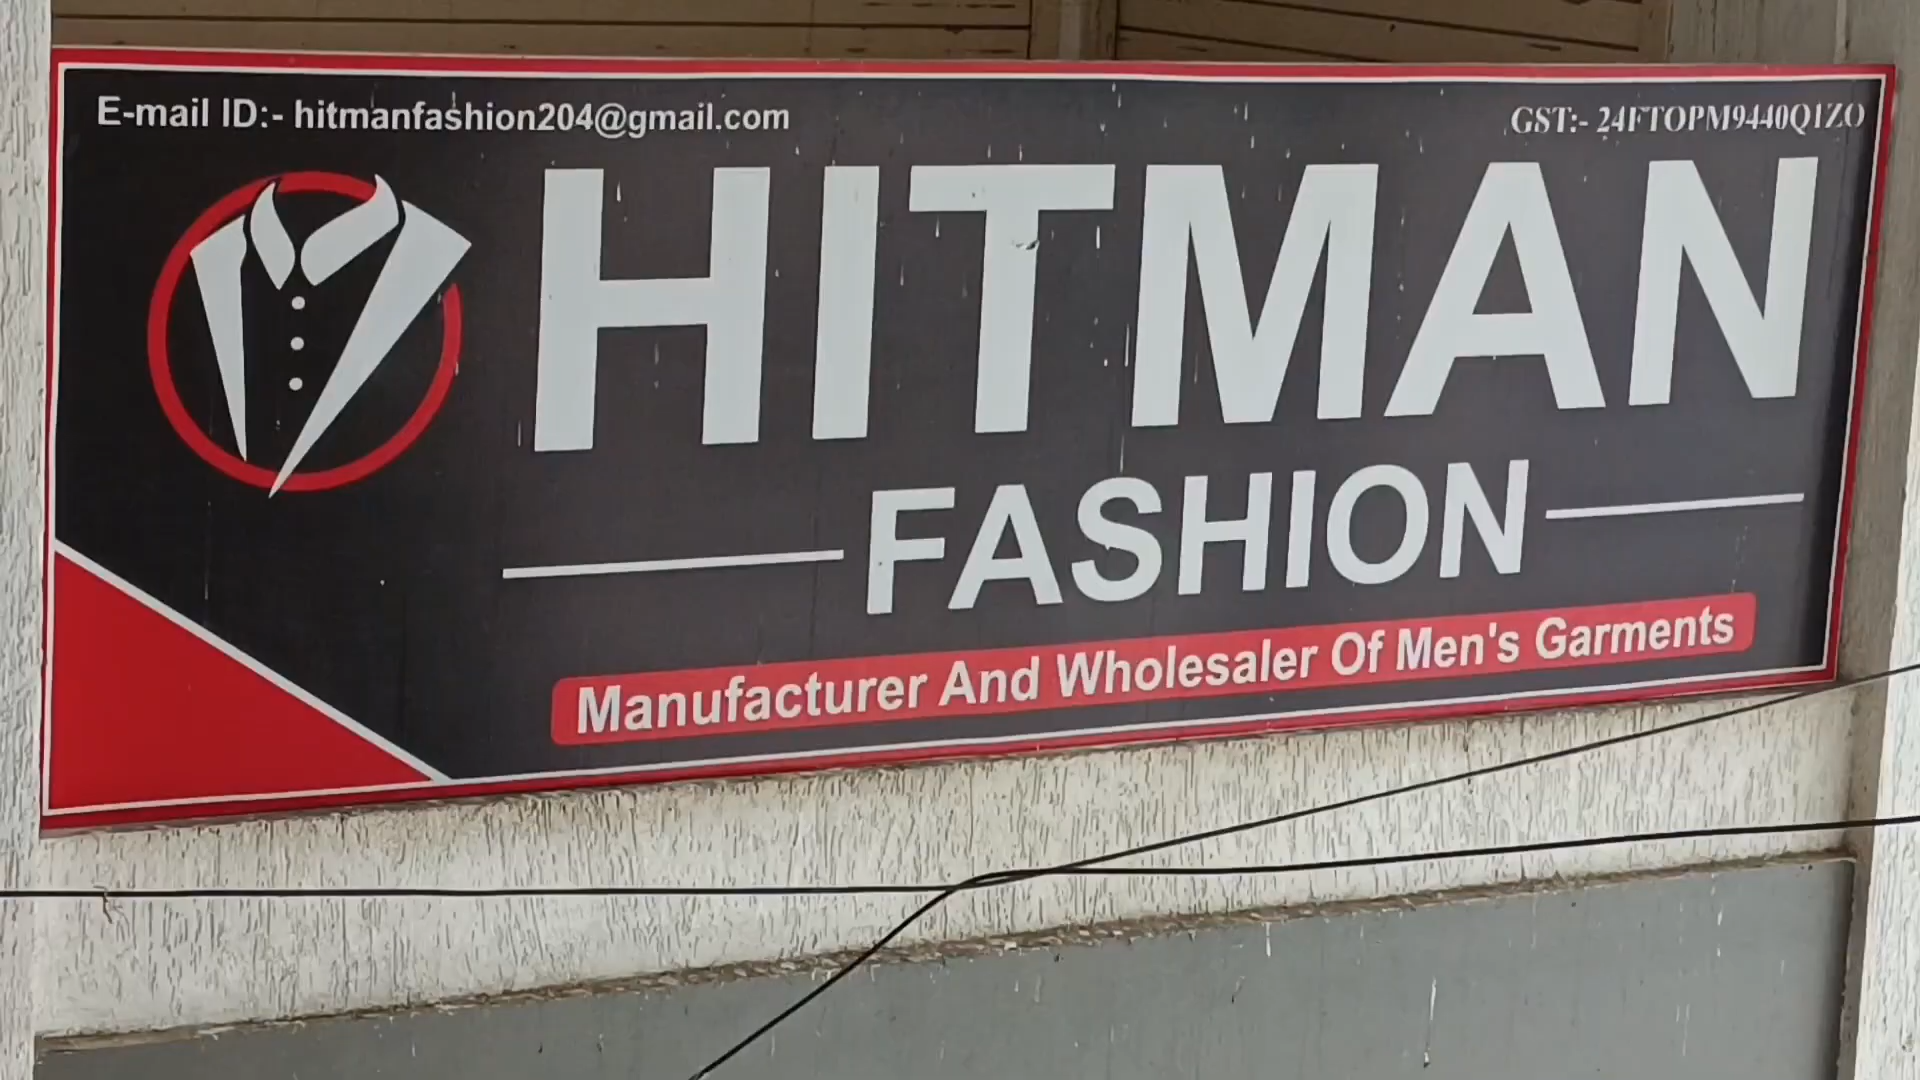 E-mail ID:- hitmanfashion204@gmail.com
GST:- 24FTOPM9440Q1ZO
HITMAN
FASHION
Manufacturer And Wholesaler Of Men's Garments